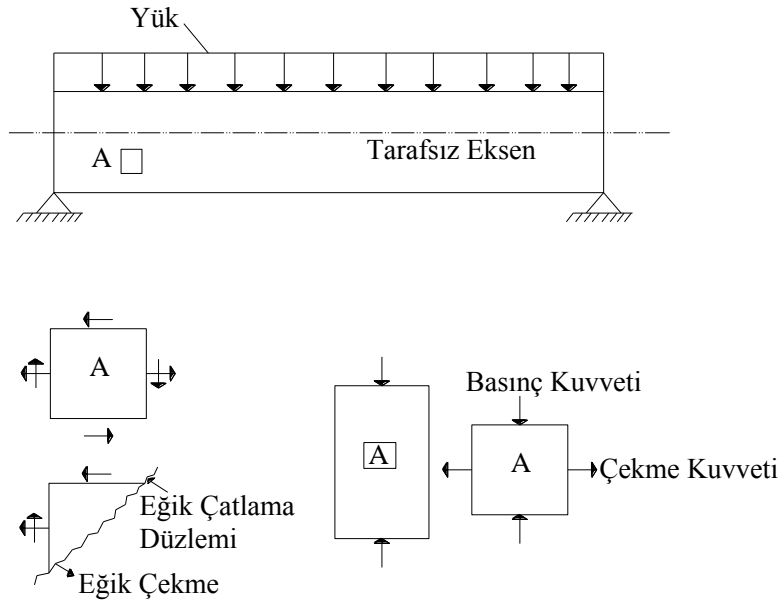 Yük
Tarafsız Eksen
A
A
Basınç Kuvveti
A
A
Çekme Kuvveti
Eğik Çatlama
Düzlemi
Eğik Çekme